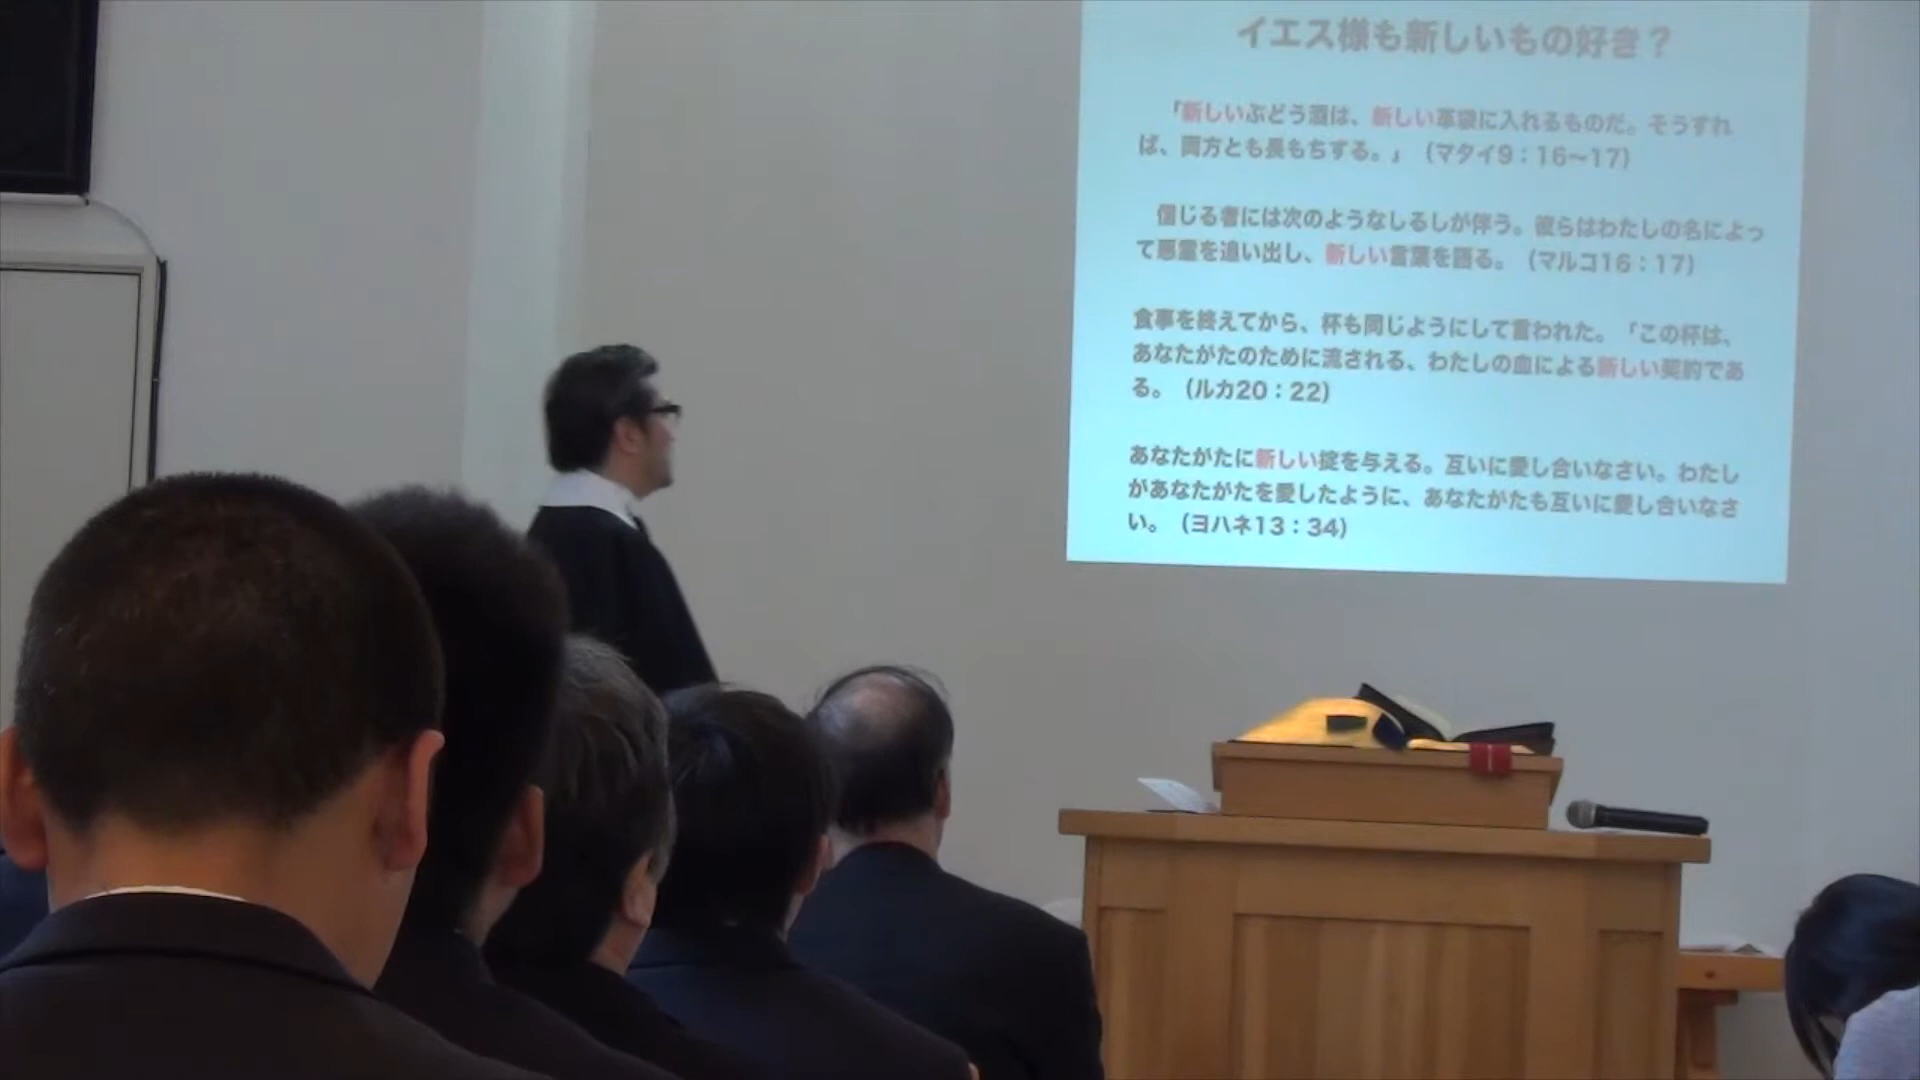 イエス様も新しいもの好き?
「新しいぶどう酒は、新しい革袋に入れるものだ。そうすれ
ば、両方とも長もちする。」(マタイ9:16〜17)
信じる者には次のようなしるしが伴う。彼らはわたしの名によっ
て悪霊を追い出し、新しい言葉を語る。(マルコ16:17)
食事を終えてから、杯も同じようにして言われた。「この杯は、
あなたがたのために流される、わたしの血による新しい契約であ
る。(ルカ20:22)
あなたがたに新しい掟を与える。互いに愛し合いなさい。わたし
があなたがたを愛したように、あなたがたも互いに愛し合いなさ
い。(ヨハネ13:34)